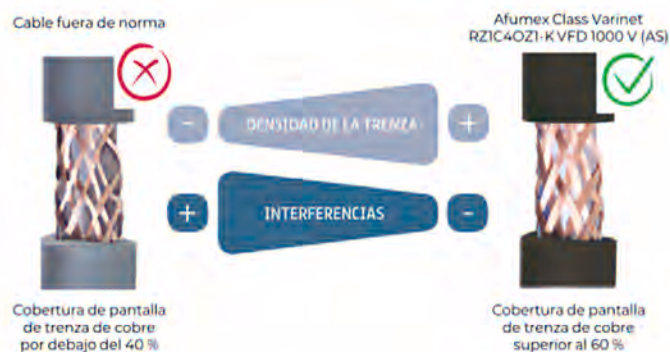 Cable fuera de norma
Afumex Class Varinet
RZ1C4OZ1-K VFD 1000 V (AS)
- DENSIDAD DE LA TRENZA +
+ INTERFERENCIAS -
Cobertura de pantalla
de trenza de cobre
por debajo del 40 %
Cobertura de pantalla
de trenza de cobre
superior al 60 %